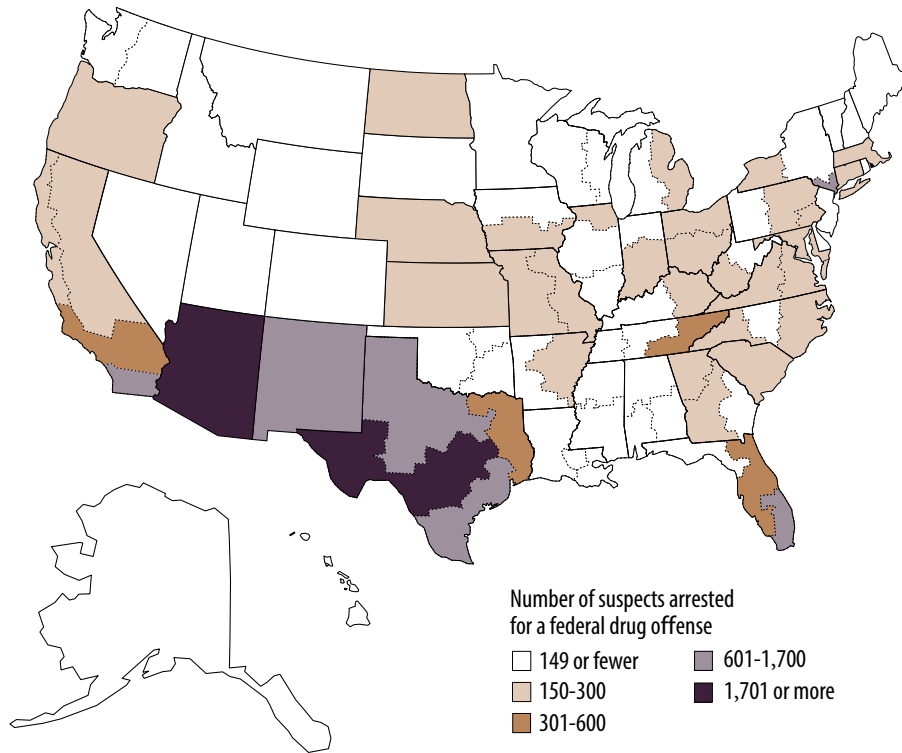 Number of suspects arrested
for a federal drug offense
149 or fewer
150-300
301-600
601-1,700
1,701 or more